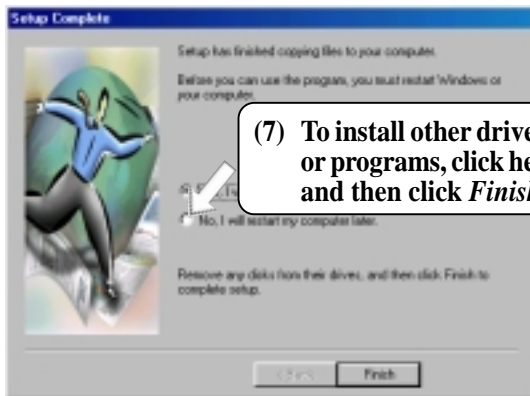 Setup Complete
Setup has finished copying files to your computer.
Before you can use the program, you must restart Windows or
your computer.
(7) To install other drive
or programs, click he
and then click Finish
No, I will restart my computer later.
Remove any disks from their drives, and then click Finish to
complete setup.
< Back Finish